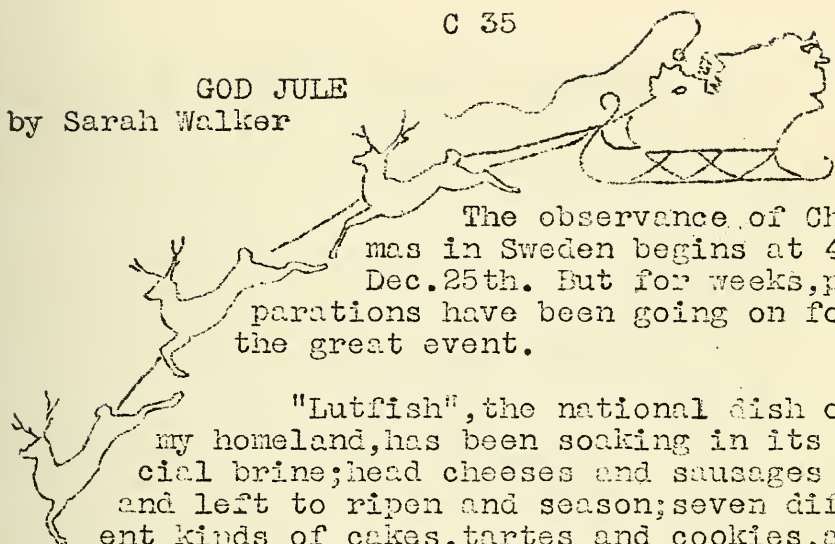 C 35
GOD JULE
by Sarah Walker
The observance of Ch
mas in Sweden begins at 4
Dec.25th. But for weeks,p
parations have been going on fo
the great event.
"Lutfish",the national dish o
my homeland,has been soaking in its
cial brine;head cheeses and sausages
and left to ripen and season;seven dif
ent kinds of cakes,tartes and cookies,a